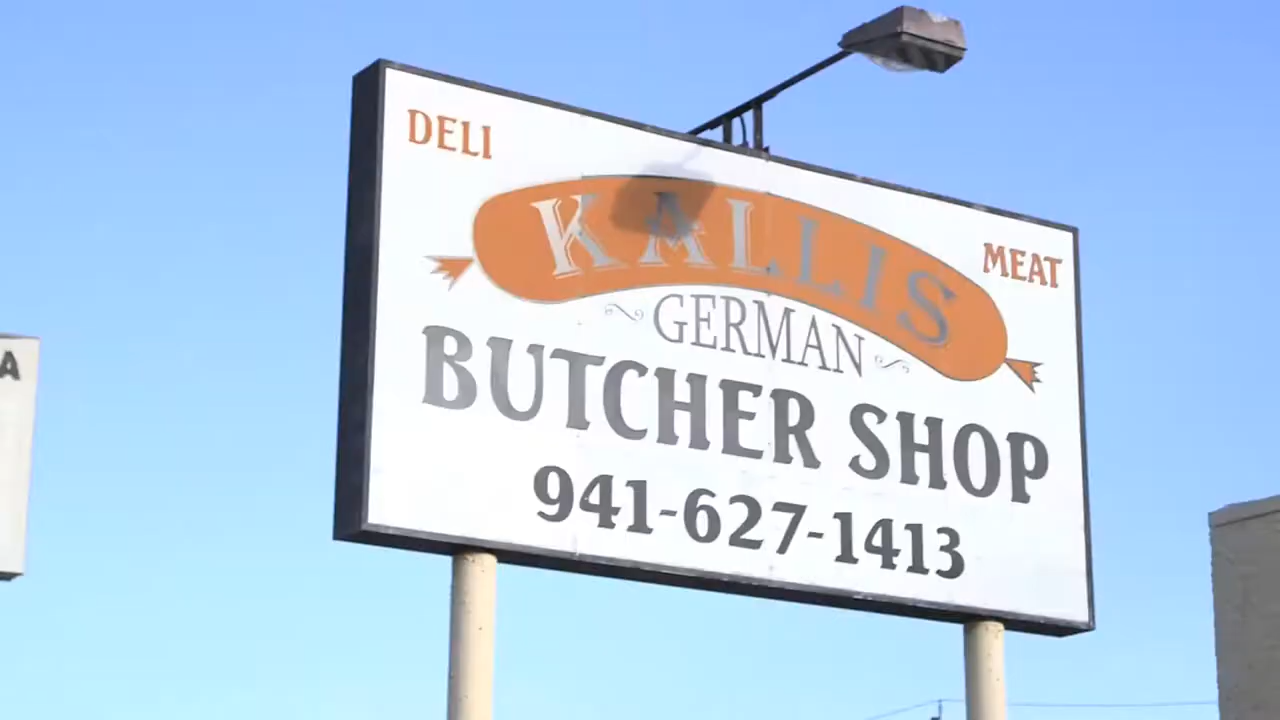 DELI
KALLIS
MEAT
GERMAN
BUTCHER SHOP
941-627-1413
A